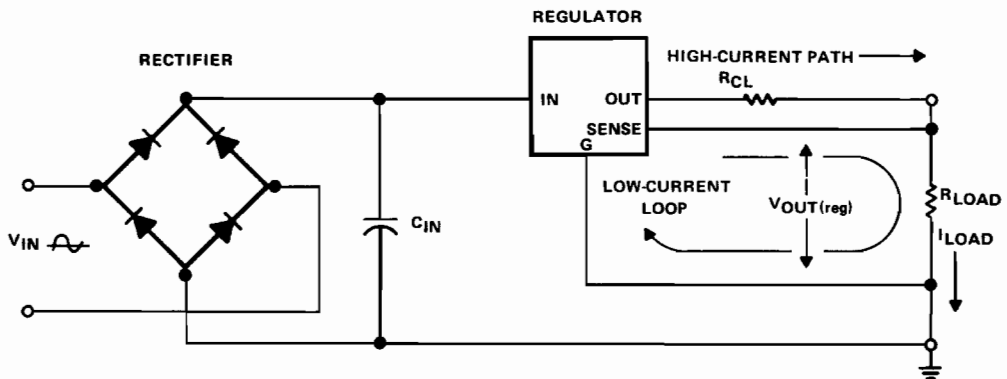 REGULATOR
RECTIFIER
HIGH-CURRENT PATH
RCL
IN
OUT
SENSE
G
LOW-CURRENT
LOOP
VOUT(reg)
RLOAD
ILOAD
VIN
CIN